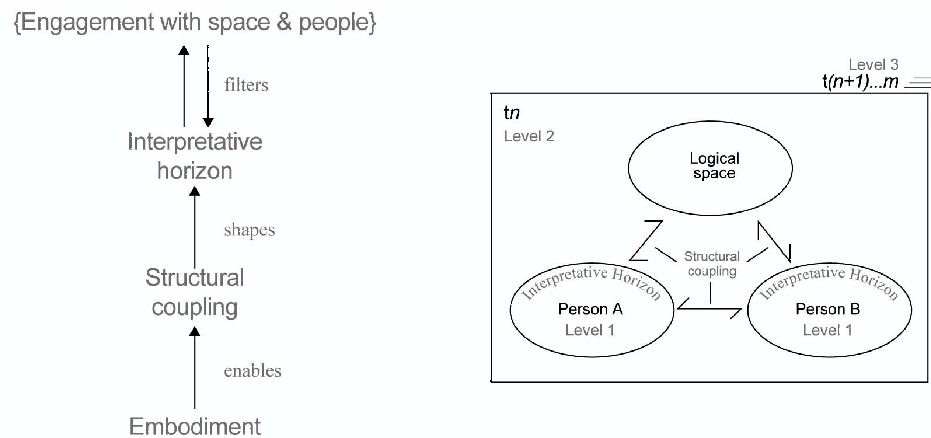 {Engagement with space & people}
filters
Interpretative
horizon
shapes
Structural
coupling
enables
Embodiment
Level 3
t(n+1)...m
tn
Level 2
Logical
space
Structural
coupling
Interpretative Horizon
Person A
Level 1
Interpretative Horizon
Person B
Level 1